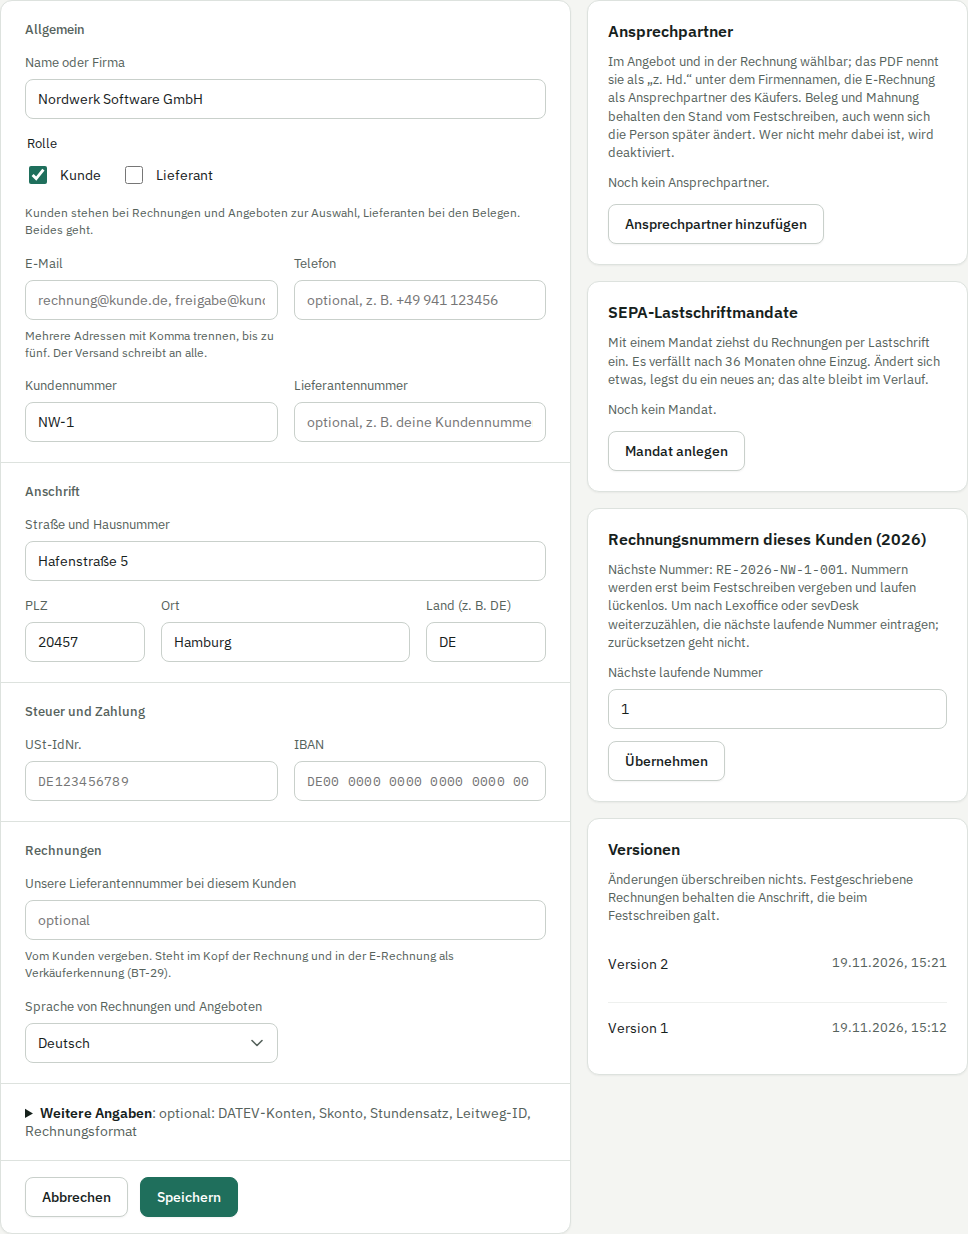 Allgemein
Name oder Firma
Nordwerk Software GmbH
Rolle
Kunde
Lieferant
Kunden stehen bei Rechnungen und Angeboten zur Auswahl, Lieferanten bei den Belegen.
Beides geht.
E-Mail
Telefon
rechnung@kunde.de, freigabe@kund
optional, z. B. +49 941 123456
Mehrere Adressen mit Komma trennen, bis zu
fünf. Der Versand schreibt an alle.
Kundennummer
Lieferantennummer
NW-1
optional, z. B. deine Kundennumme
Anschrift
Straße und Hausnummer
Hafenstraße 5
PLZ
Ort
Land (z. B. DE)
20457
Hamburg
DE
Steuer und Zahlung
USt-IdNr.
IBAN
DE123456789
DE00 0000 0000 0000 0000 00
Rechnungen
Unsere Lieferantennummer bei diesem Kunden
optional
Vom Kunden vergeben. Steht im Kopf der Rechnung und in der E-Rechnung als
Verkäuferkennung (BT-29).
Sprache von Rechnungen und Angeboten
Deutsch
Weitere Angaben: optional: DATEV-Konten, Skonto, Stundensatz, Leitweg-ID,
Rechnungsformat
Abbrechen
Speichern
Ansprechpartner
Im Angebot und in der Rechnung wählbar; das PDF nennt
sie als „z. Hd.“ unter dem Firmennamen, die E-Rechnung
als Ansprechpartner des Käufers. Beleg und Mahnung
behalten den Stand vom Festschreiben, auch wenn sich
die Person später ändert. Wer nicht mehr dabei ist, wird
deaktiviert.
Noch kein Ansprechpartner.
Ansprechpartner hinzufügen
SEPA-Lastschriftmandate
Mit einem Mandat ziehst du Rechnungen per Lastschrift
ein. Es verfällt nach 36 Monaten ohne Einzug. Ändert sich
etwas, legst du ein neues an; das alte bleibt im Verlauf.
Noch kein Mandat.
Mandat anlegen
Rechnungsnummern dieses Kunden (2026)
Nächste Nummer: RE-2026-NW-1-001. Nummern
werden erst beim Festschreiben vergeben und laufen
lückenlos. Um nach Lexoffice oder sevDesk
weiterzuzählen, die nächste laufende Nummer eintragen;
zurücksetzen geht nicht.
Nächste laufende Nummer
1
Übernehmen
Versionen
Änderungen überschreiben nichts. Festgeschriebene
Rechnungen behalten die Anschrift, die beim
Festschreiben galt.
Version 2
19.11.2026, 15:21
Version 1
19.11.2026, 15:12